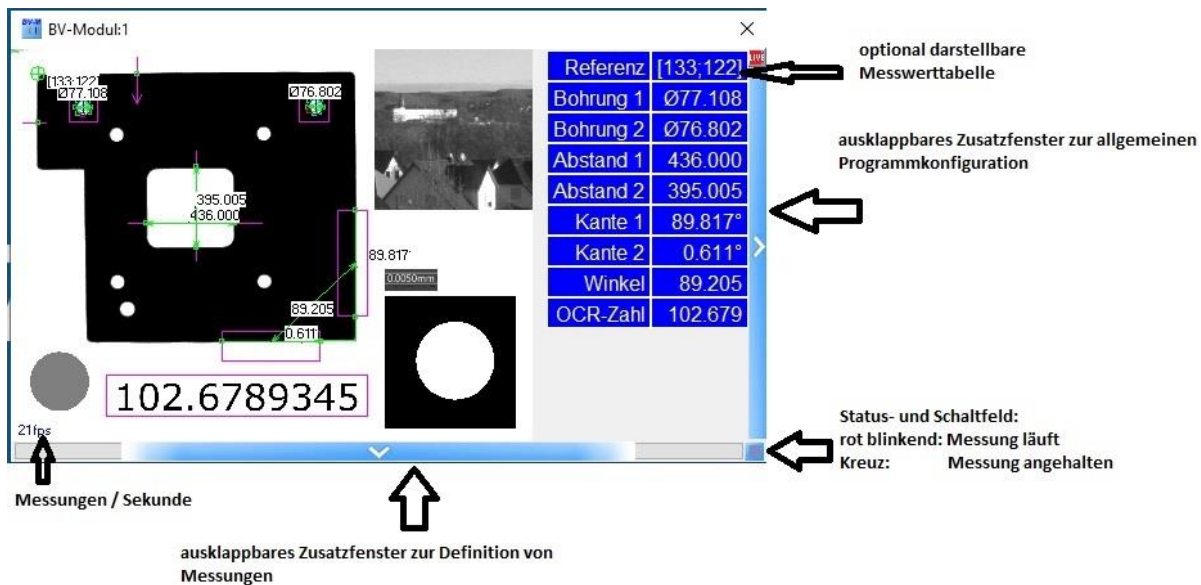 BV-M
BV-Modul:1
[133;122]
Ø77.108
Ø76.802
395.005
436.000
89.817°
0.0050mm
89.205
0.611°
102.6789345
21fps
LIVE
Referenz [133;122]
Bohrung 1 Ø77.108
Bohrung 2 Ø76.802
Abstand 1 436.000
Abstand 2 395.005
Kante 1 89.817°
Kante 2 0.611°
Winkel 89.205
OCR-Zahl 102.679
optional darstellbare
Messwerttabelle
ausklappbares Zusatzfenster zur allgemeinen
Programmkonfiguration
Status- und Schaltfeld:
rot blinkend: Messung läuft
Kreuz: Messung angehalten
Messungen / Sekunde
ausklappbares Zusatzfenster zur Definition von
Messungen